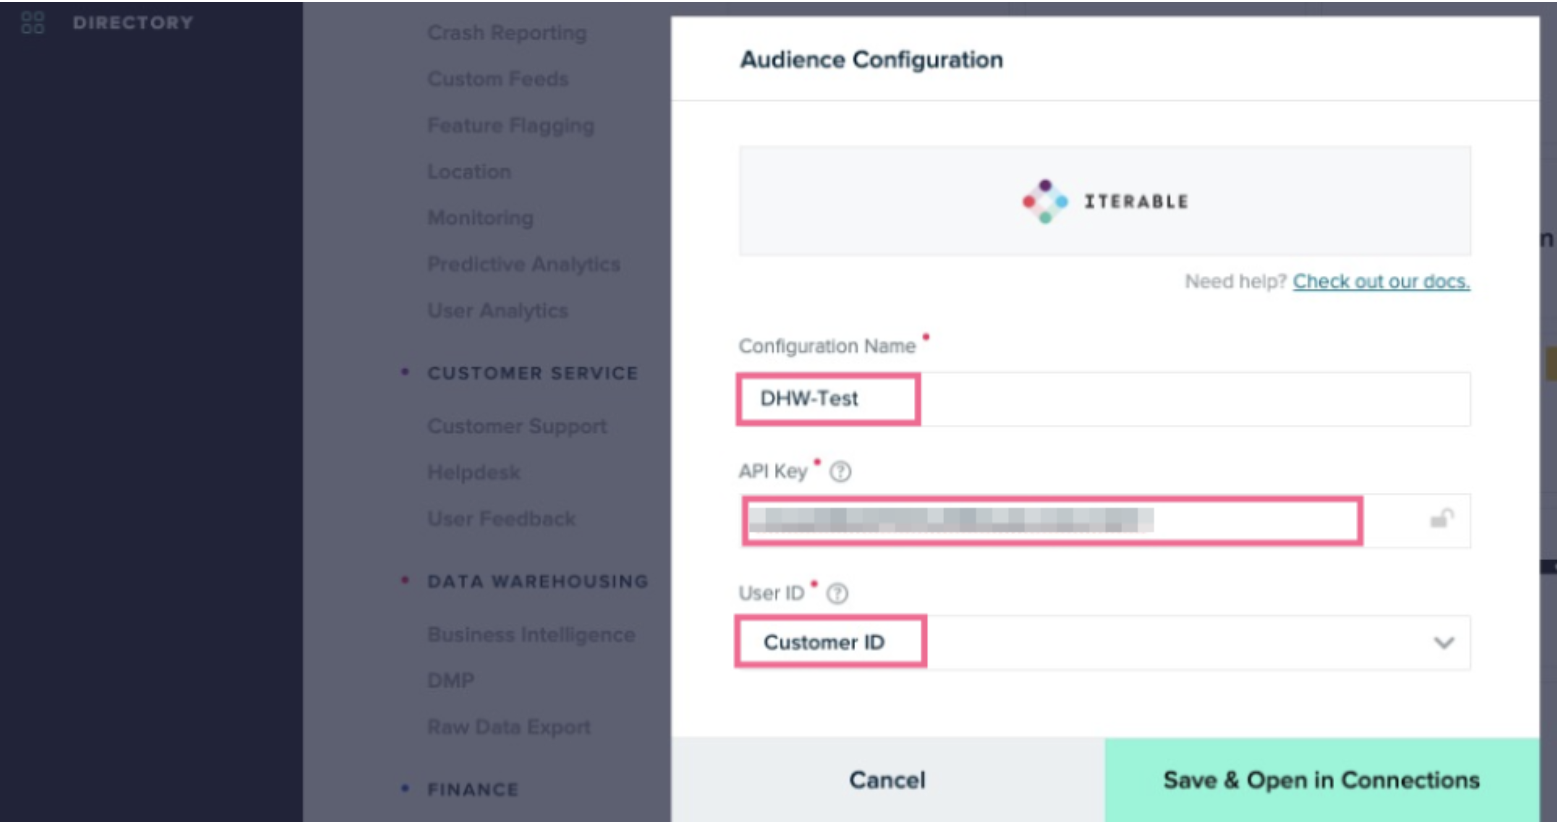 DIRECTORY
Crash Reporting
Custom Feeds
Feature Flagging
Location
Monitoring
Predictive Analytics
User Analytics
CUSTOMER SERVICE
Customer Support
Helpdesk
User Feedback
DATA WAREHOUSING
Business Intelligence
DMP
Raw Data Export
FINANCE
Audience Configuration
ITERABLE
Need help? Check out our docs.
Configuration Name
DHW-Test
API Key
User ID
Customer ID
Cancel
Save & Open in Connections